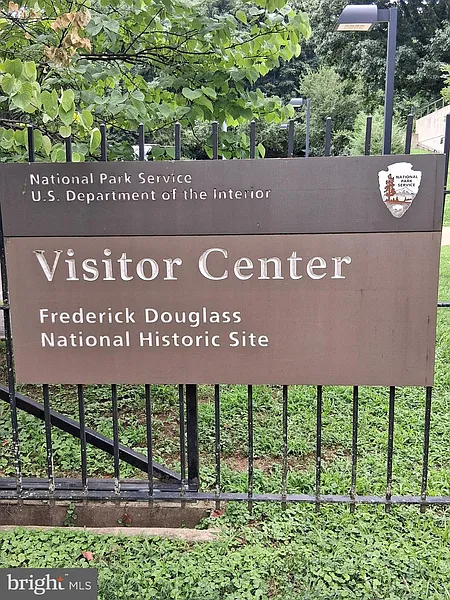 National Park Service
U.S. Department of the Interior
NATIONAL
PARK
SERVICE
Visitor Center
Frederick Douglass
National Historic Site
bright MLS